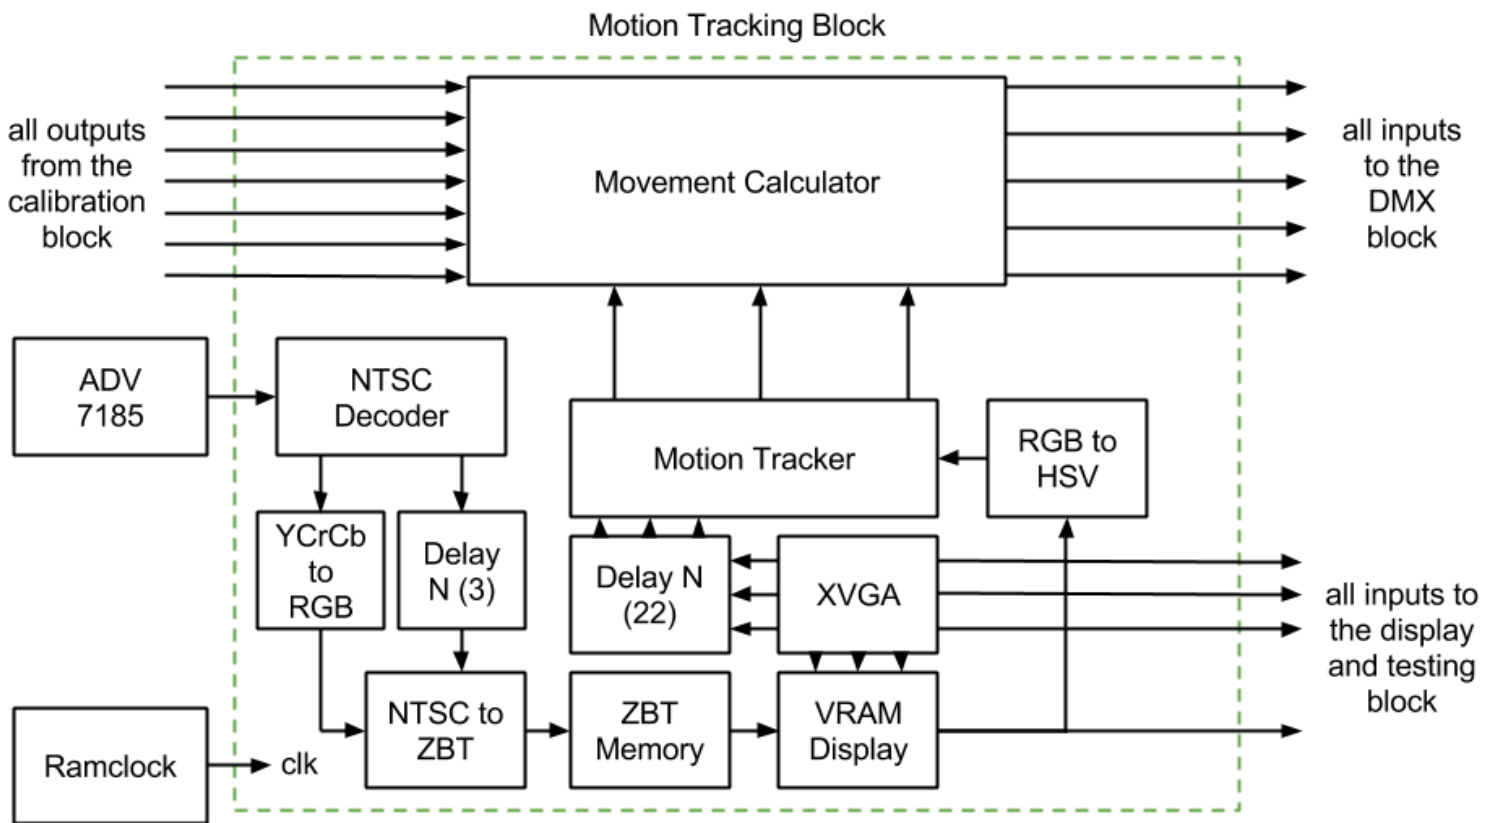 Motion Tracking Block
all outputs
from the
calibration
block
Movement Calculator
all inputs
to the
DMX
block
ADV
7185
NTSC
Decoder
Motion Tracker
RGB to
HSV
YCrCb
to
RGB
Delay
N (3)
Delay N
(22)
XVGA
all inputs to
the display
and testing
block
Ramclock
clk
NTSC to
ZBT
ZBT
Memory
VRAM
Display